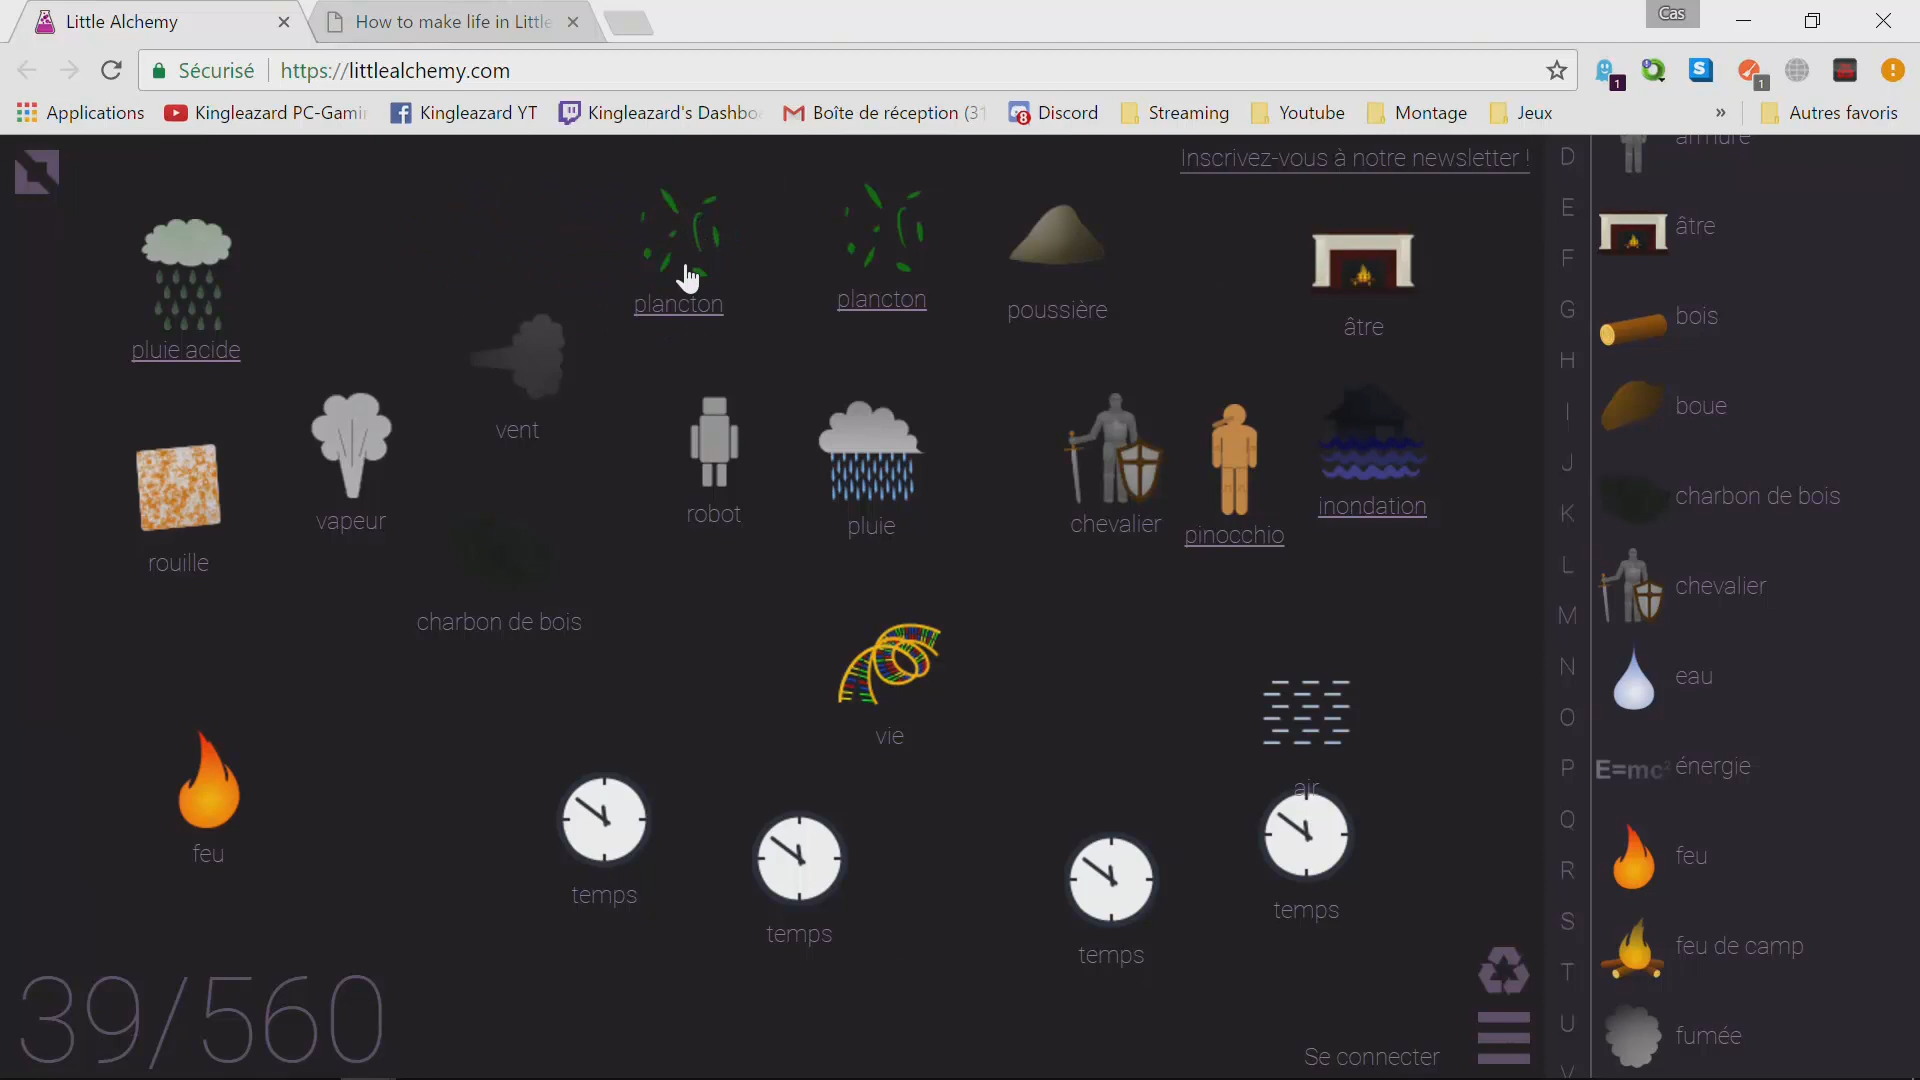 Little Alchemy
How to make life in Little
Cas
Sécurisé
https://littlealchemy.com
1
S
1
Applications
Kingleazard PC-Gami
Kingleazard YT
Kingleazard's Dashbo
Boîte de réception (31
8
Discord
Streaming
Youtube
Montage
Jeux
»
Autres favoris
Inscrivez-vous à notre newsletter !
pluie acide
plancton
plancton
poussière
âtre
vent
vapeur
robot
pluie
chevalier
pinocchio
inondation
rouille
charbon de bois
vie
air
feu
temps
temps
temps
temps
39/560
Se connecter
D
E
F
G
H
I
J
K
L
M
N
O
P
Q
R
S
T
U
V
armure
âtre
bois
boue
charbon de bois
chevalier
eau
E=mc² énergie
feu
feu de camp
fumée